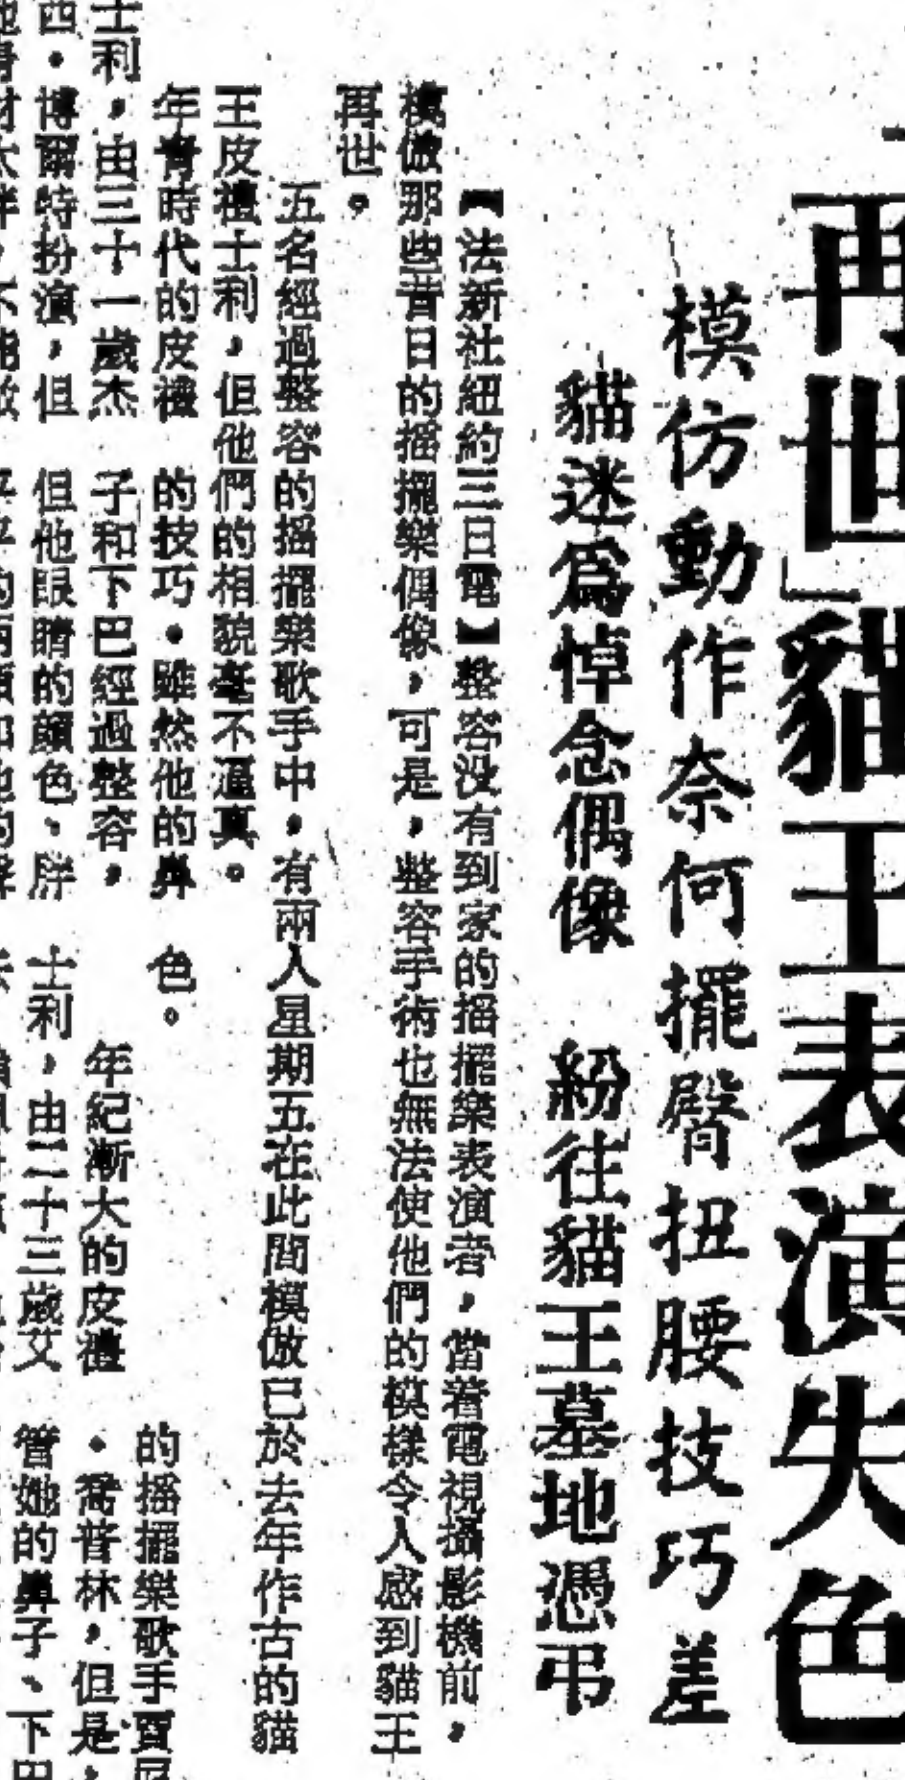 再世」貓王表演失色
模仿動作奈何擺臀扭腰技巧差
貓迷爲悼念偶像　紛往貓王墓地憑弔
【法新社紐約三日電】整容没有到家的搖擺樂表演者，當着電視攝影機前，
模倣那些昔日的搖擺樂偶像，可是，整容手術也無法使他們的模樣令人感到貓王
再世。
五名經過整容的搖擺樂歌手中，有兩人星期五在此間模倣已於去年作古的貓
王皮禮士利，但他們的相貌毫不逼真。
年青時代的皮禮
士利，由三十一歲杰
西・博爾特扮演，但
的技巧。雖然他的鼻
子和下巴經過整容，
但他眼睛的顏色、胖
色。
年紀漸大的皮禮
士利，由二十三歲艾
的搖擺樂歌手
・喬普林，但是，
管她的鼻子、下巴